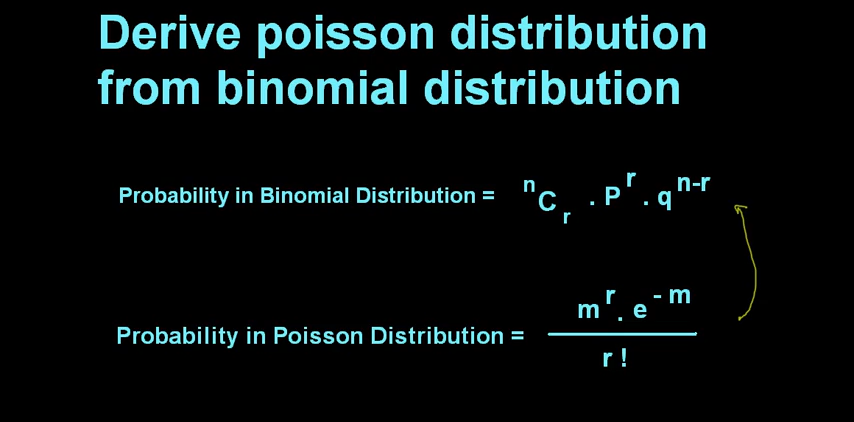 Derive poisson distribution
from binomial distribution
Probability in Binomial Distribution = ⁿCᵣ . Pʳ . qⁿ⁻ʳ
Probability in Poisson Distribution = mʳ . e⁻ᵐ
r !